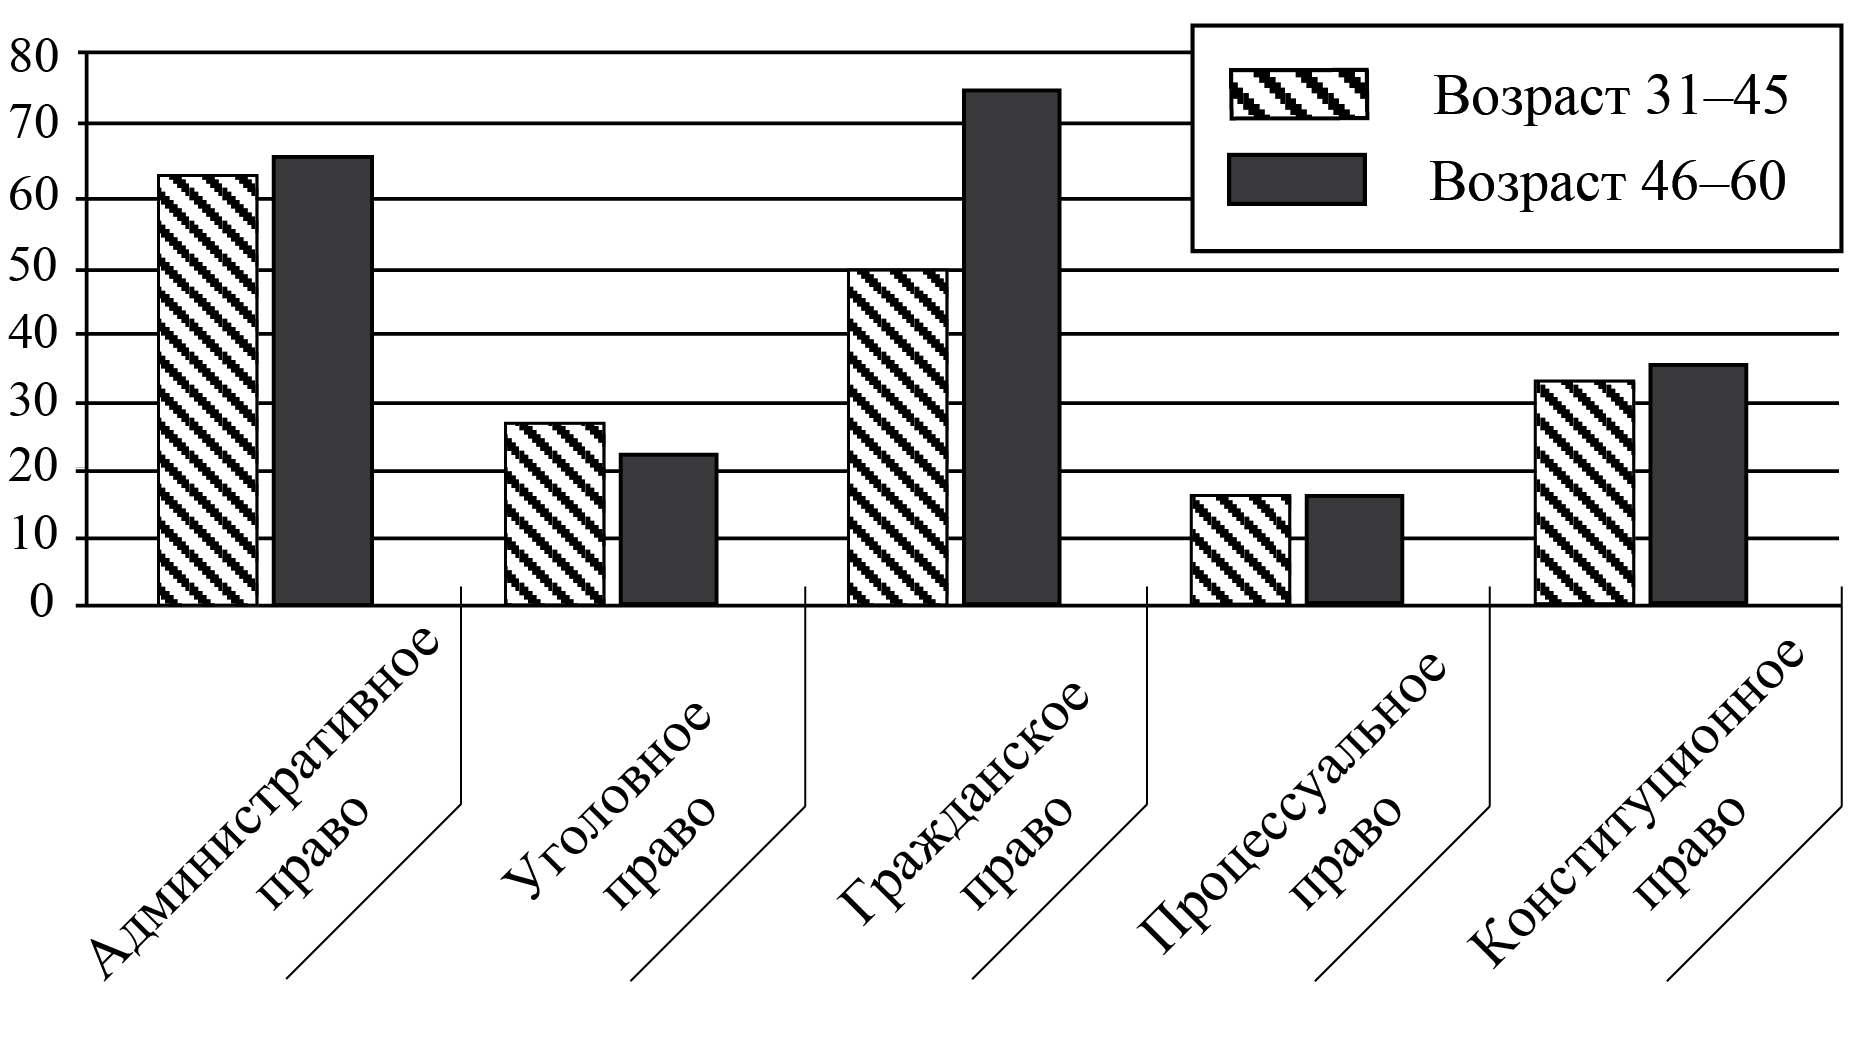 80
70
60
50
40
30
20
10
0
Возраст 31–45
Возраст 46–60
Административное
право
Уголовное
право
Гражданское
право
Процессуальное
право
Конституционное
право